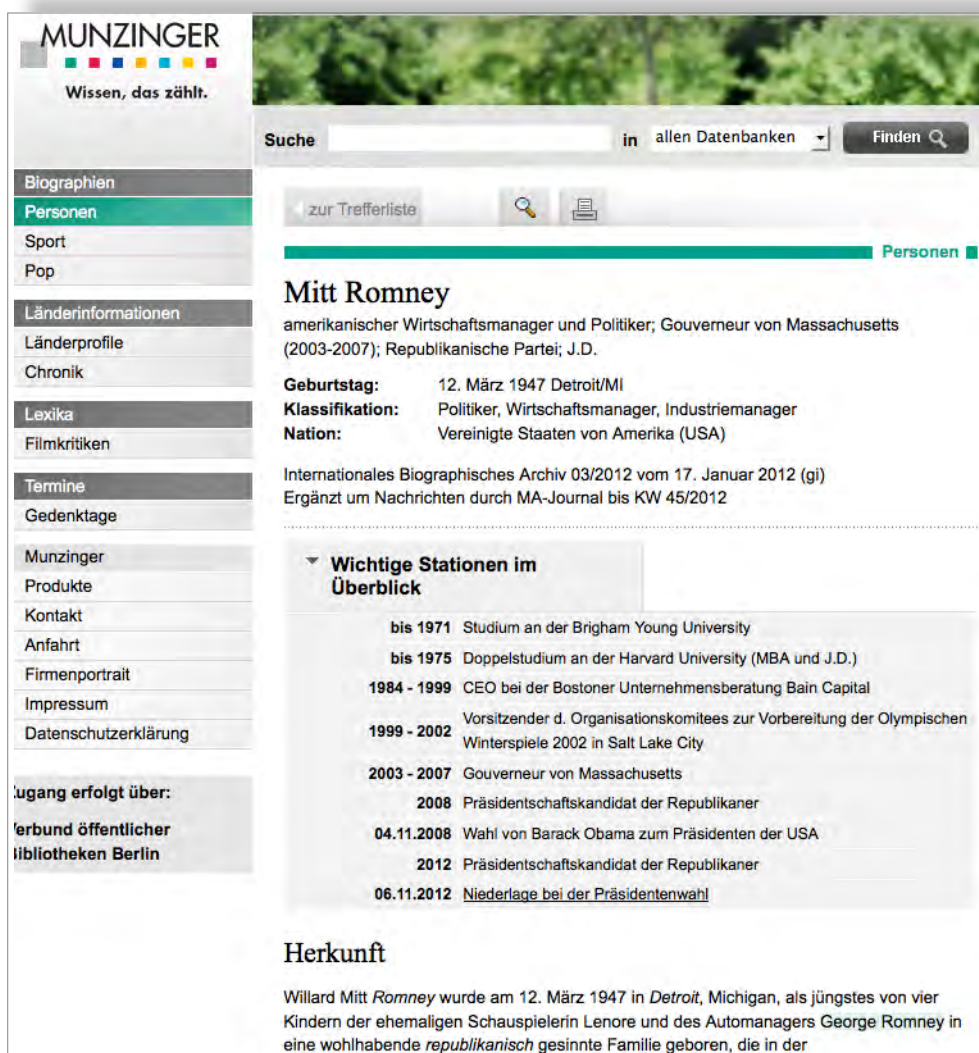 MUNZINGER
Wissen, das zählt.
Suche
in
allen Datenbanken
Finden
Biographien
Personen
Sport
Pop
Länderinformationen
Länderprofile
Chronik
Lexika
Filmkritiken
Termine
Gedenktage
Munzinger
Produkte
Kontakt
Anfahrt
Firmenportrait
Impressum
Datenschutzerklärung
ugang erfolgt über:
erbund öffentlicher
ibliotheken Berlin
zur Trefferliste
Personen
Mitt Romney
amerikanischer Wirtschaftsmanager und Politiker; Gouverneur von Massachusetts
(2003-2007); Republikanische Partei; J.D.
Geburtstag: 12. März 1947 Detroit/MI
Klassifikation: Politiker, Wirtschaftsmanager, Industriemanager
Nation: Vereinigte Staaten von Amerika (USA)
Internationales Biographisches Archiv 03/2012 vom 17. Januar 2012 (gi)
Ergänzt um Nachrichten durch MA-Journal bis KW 45/2012
Wichtige Stationen im
Überblick
bis 1971 Studium an der Brigham Young University
bis 1975 Doppelstudium an der Harvard University (MBA und J.D.)
1984 - 1999 CEO bei der Bostoner Unternehmensberatung Bain Capital
1999 - 2002 Vorsitzender d. Organisationskomitees zur Vorbereitung der Olympischen
Winterspiele 2002 in Salt Lake City
2003 - 2007 Gouverneur von Massachusetts
2008 Präsidentschaftskandidat der Republikaner
04.11.2008 Wahl von Barack Obama zum Präsidenten der USA
2012 Präsidentschaftskandidat der Republikaner
06.11.2012 Niederlage bei der Präsidentenwahl
Herkunft
Willard Mitt Romney wurde am 12. März 1947 in Detroit, Michigan, als jüngstes von vier
Kindern der ehemaligen Schauspielerin Lenore und des Automanagers George Romney in
eine wohlhabende republikanisch gesinnte Familie geboren, die in der